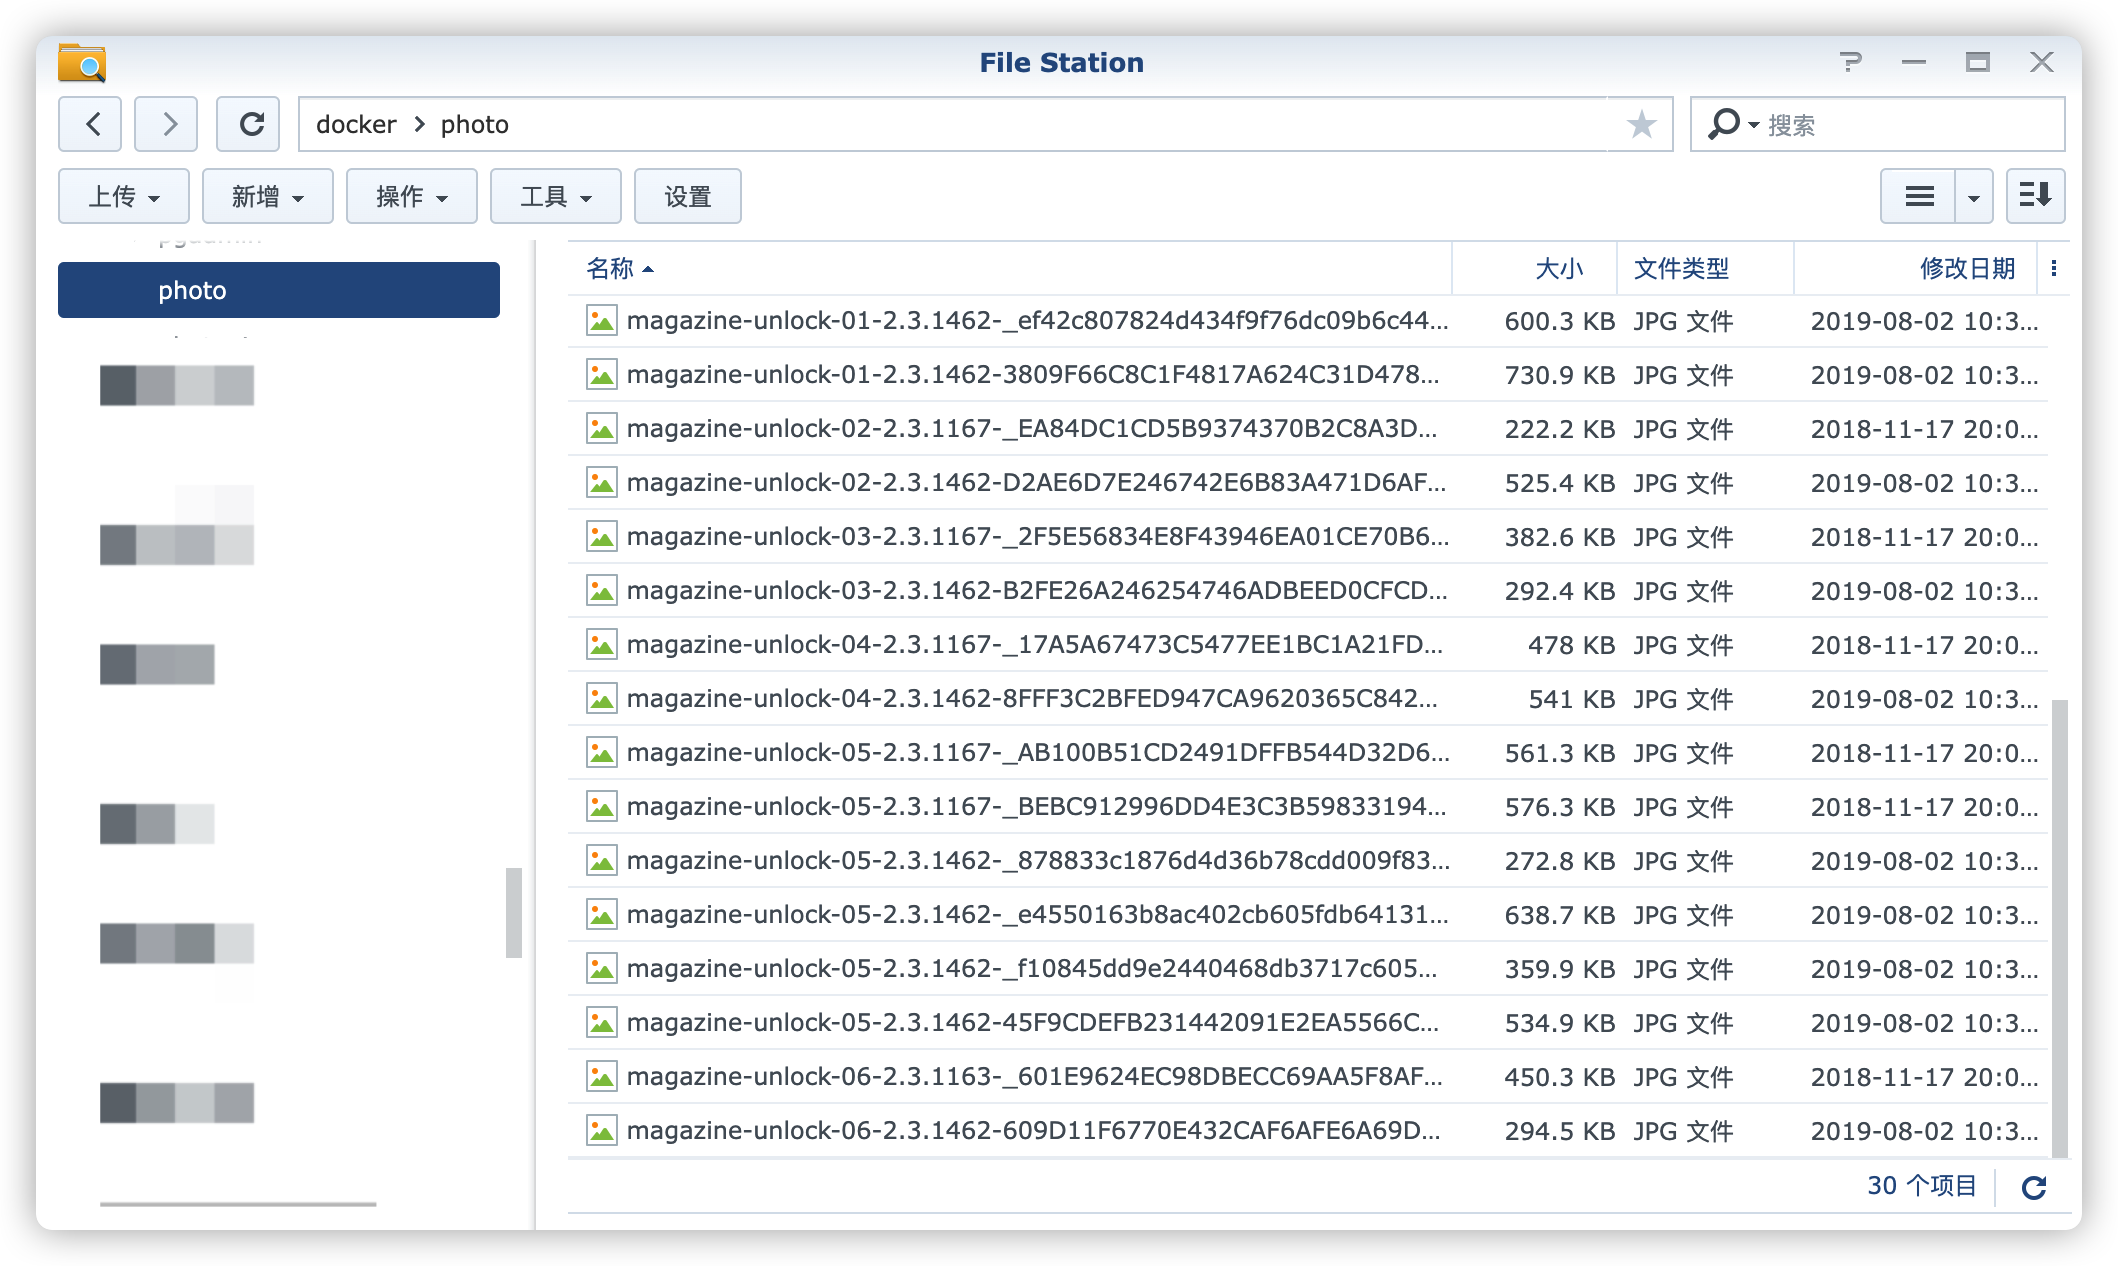 File Station
docker photo
搜索
上传 新增 操作 工具 设置
photo
名称 大小 文件类型 修改日期
magazine-unlock-01-2.3.1462-_ef42c807824d434f9f76dc09b6c44... 600.3 KB JPG 文件 2019-08-02 10:3...
magazine-unlock-01-2.3.1462-3809F66C8C1F4817A624C31D478... 730.9 KB JPG 文件 2019-08-02 10:3...
magazine-unlock-02-2.3.1167-_EA84DC1CD5B9374370B2C8A3D... 222.2 KB JPG 文件 2018-11-17 20:0...
magazine-unlock-02-2.3.1462-D2AE6D7E246742E6B83A471D6AF... 525.4 KB JPG 文件 2019-08-02 10:3...
magazine-unlock-03-2.3.1167-_2F5E56834E8F43946EA01CE70B6... 382.6 KB JPG 文件 2018-11-17 20:0...
magazine-unlock-03-2.3.1462-B2FE26A246254746ADBEED0CFCD... 292.4 KB JPG 文件 2019-08-02 10:3...
magazine-unlock-04-2.3.1167-_17A5A67473C5477EE1BC1A21FD... 478 KB JPG 文件 2018-11-17 20:0...
magazine-unlock-04-2.3.1462-8FFF3C2BFED947CA9620365C842... 541 KB JPG 文件 2019-08-02 10:3...
magazine-unlock-05-2.3.1167-_AB100B51CD2491DFFB544D32D6... 561.3 KB JPG 文件 2018-11-17 20:0...
magazine-unlock-05-2.3.1167-_BEBC912996DD4E3C3B59833194... 576.3 KB JPG 文件 2018-11-17 20:0...
magazine-unlock-05-2.3.1462-_878833c1876d4d36b78cdd009f83... 272.8 KB JPG 文件 2019-08-02 10:3...
magazine-unlock-05-2.3.1462-_e4550163b8ac402cb605fdb64131... 638.7 KB JPG 文件 2019-08-02 10:3...
magazine-unlock-05-2.3.1462-_f10845dd9e2440468db3717c605... 359.9 KB JPG 文件 2019-08-02 10:3...
magazine-unlock-05-2.3.1462-45F9CDEFB231442091E2EA5566C... 534.9 KB JPG 文件 2019-08-02 10:3...
magazine-unlock-06-2.3.1163-_601E9624EC98DBECC69AA5F8AF... 450.3 KB JPG 文件 2018-11-17 20:0...
magazine-unlock-06-2.3.1462-609D11F6770E432CAF6AFE6A69D... 294.5 KB JPG 文件 2019-08-02 10:3...
30 个项目